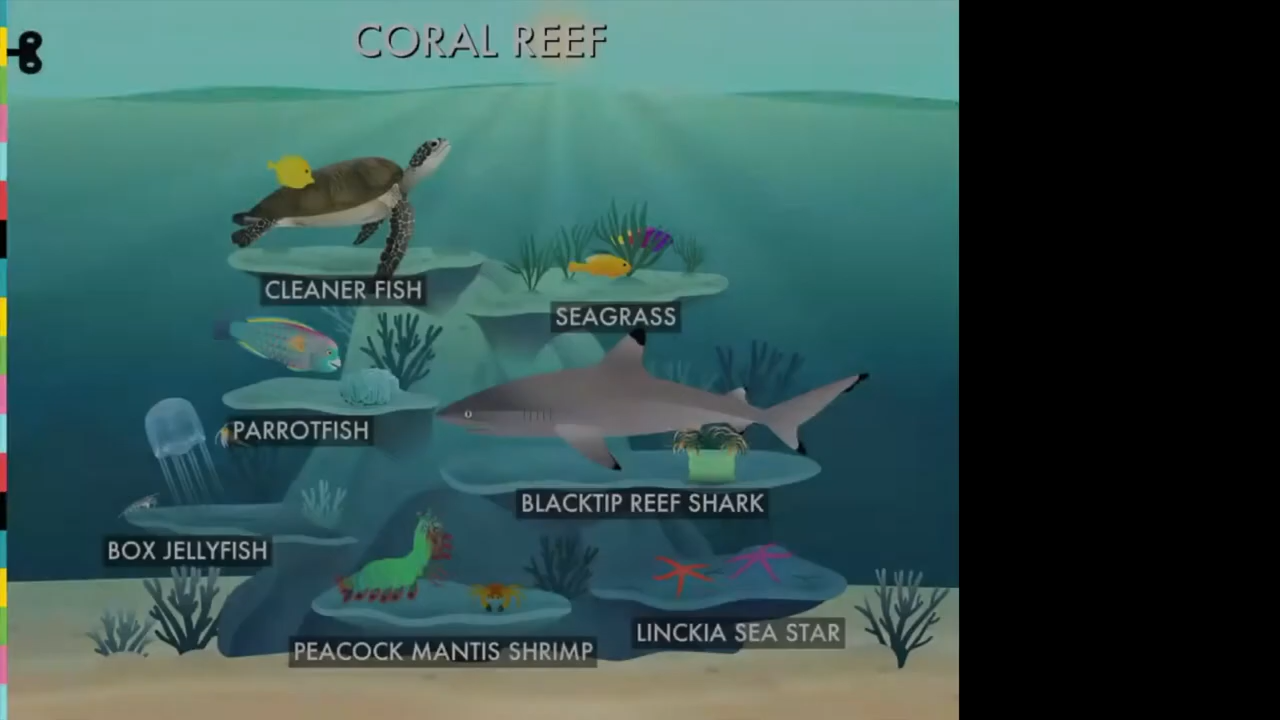 CORAL REEF
CLEANER FISH
SEAGRASS
PARROTFISH
BLACKTIP REEF SHARK
BOX JELLYFISH
LINCKIA SEA STAR
PEACOCK MANTIS SHRIMP